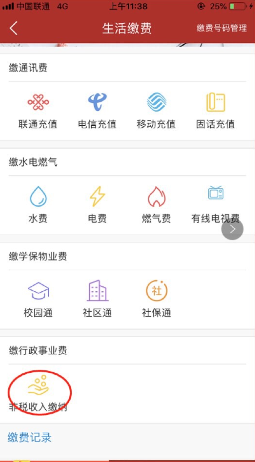 中国联通 4G 上午11:38 25%
生活缴费 缴费号码管理
缴通讯费
联通充值 电信充值 移动充值 固话充值
缴水电燃气
水费 电费 燃气费 有线电视费
缴学保物业费
社
校园通 社区通 社保通
缴行政事业费
非税收入缴纳
缴费记录